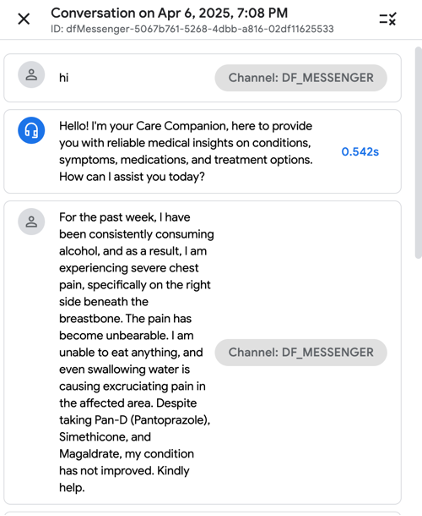 Conversation on Apr 6, 2025, 7:08 PM
ID: dfMessenger-5067b761-5268-4dbb-a816-02df11625533
hi
Channel: DF_MESSENGER
Hello! I'm your Care Companion, here to provide
you with reliable medical insights on conditions,
symptoms, medications, and treatment options.
How can I assist you today?
0.542s
For the past week, I have
been consistently consuming
alcohol, and as a result, I am
experiencing severe chest
pain, specifically on the right
side beneath the
breastbone. The pain has
become unbearable. I am
unable to eat anything, and
even swallowing water is
causing excruciating pain in
the affected area. Despite
taking Pan-D (Pantoprazole),
Simethicone, and
Magaldrate, my condition
has not improved. Kindly
help.
Channel: DF_MESSENGER